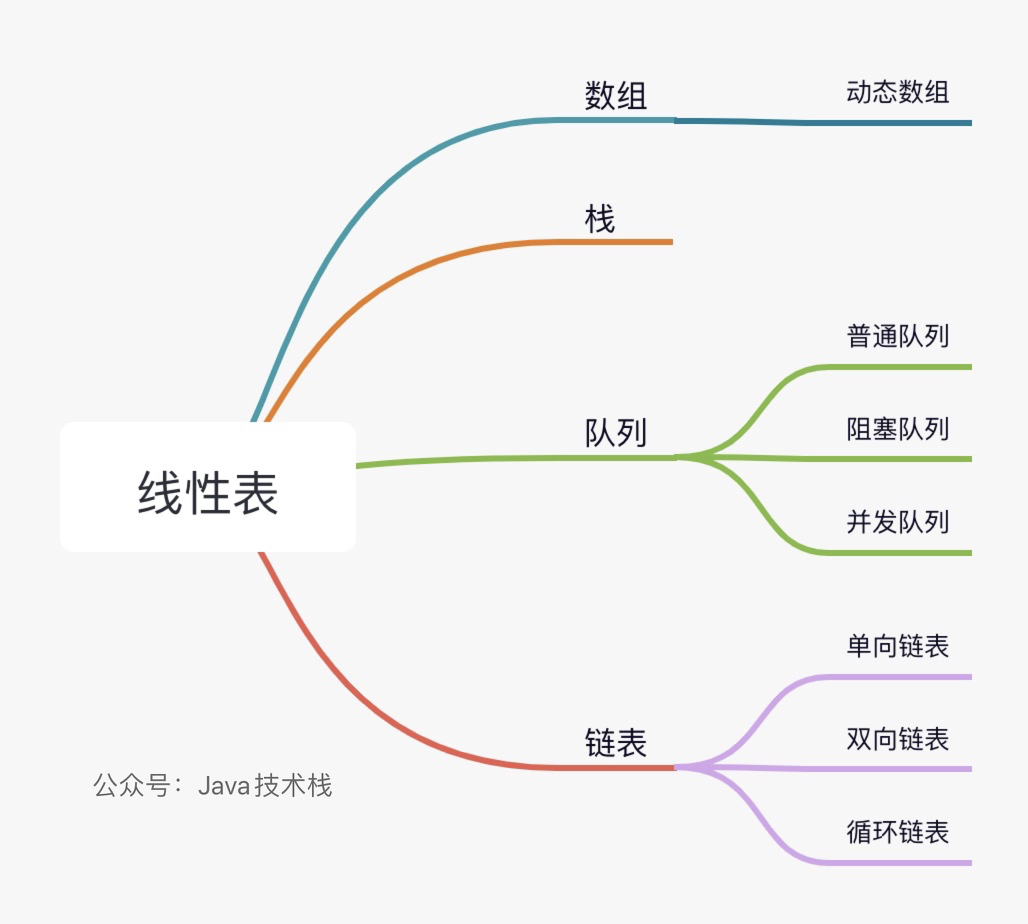 线性表
数组
动态数组
栈
队列
普通队列
阻塞队列
并发队列
链表
单向链表
双向链表
循环链表
公众号：Java技术栈